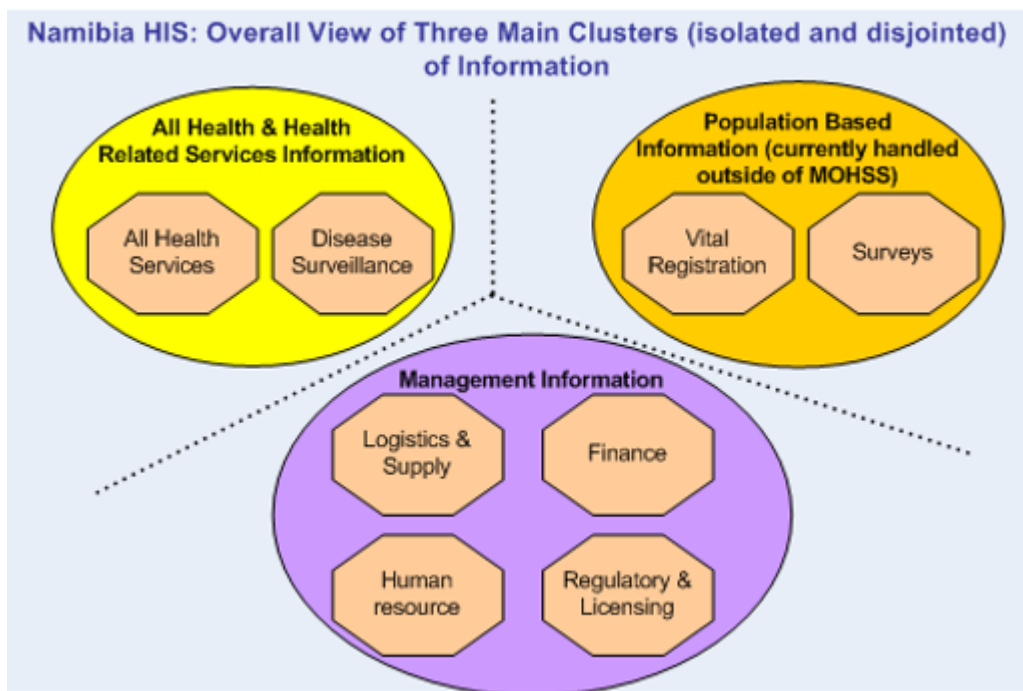 Namibia HIS: Overall View of Three Main Clusters (isolated and disjointed)
of Information
All Health & Health
Related Services Information
All Health
Services
Disease
Surveillance
Population Based
Information (currently handled
outside of MOHSS)
Vital
Registration
Surveys
Management Information
Logistics &
Supply
Finance
Human
resource
Regulatory &
Licensing